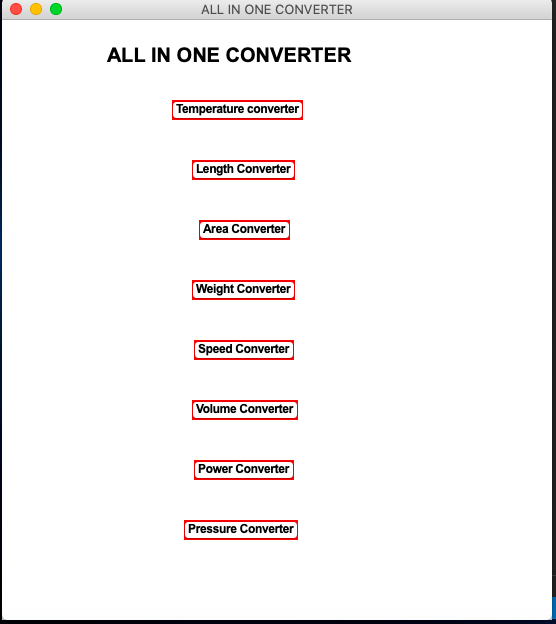 ALL IN ONE CONVERTER
ALL IN ONE CONVERTER
Temperature converter
Length Converter
Area Converter
Weight Converter
Speed Converter
Volume Converter
Power Converter
Pressure Converter